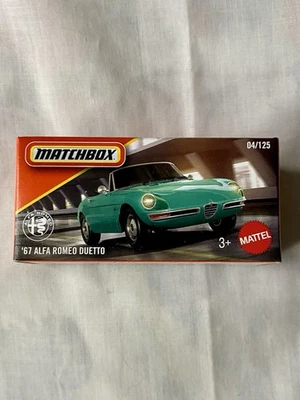 MATCHBOX
04/125
'67 ALFA ROMEO DUETTO
3+
MATTEL